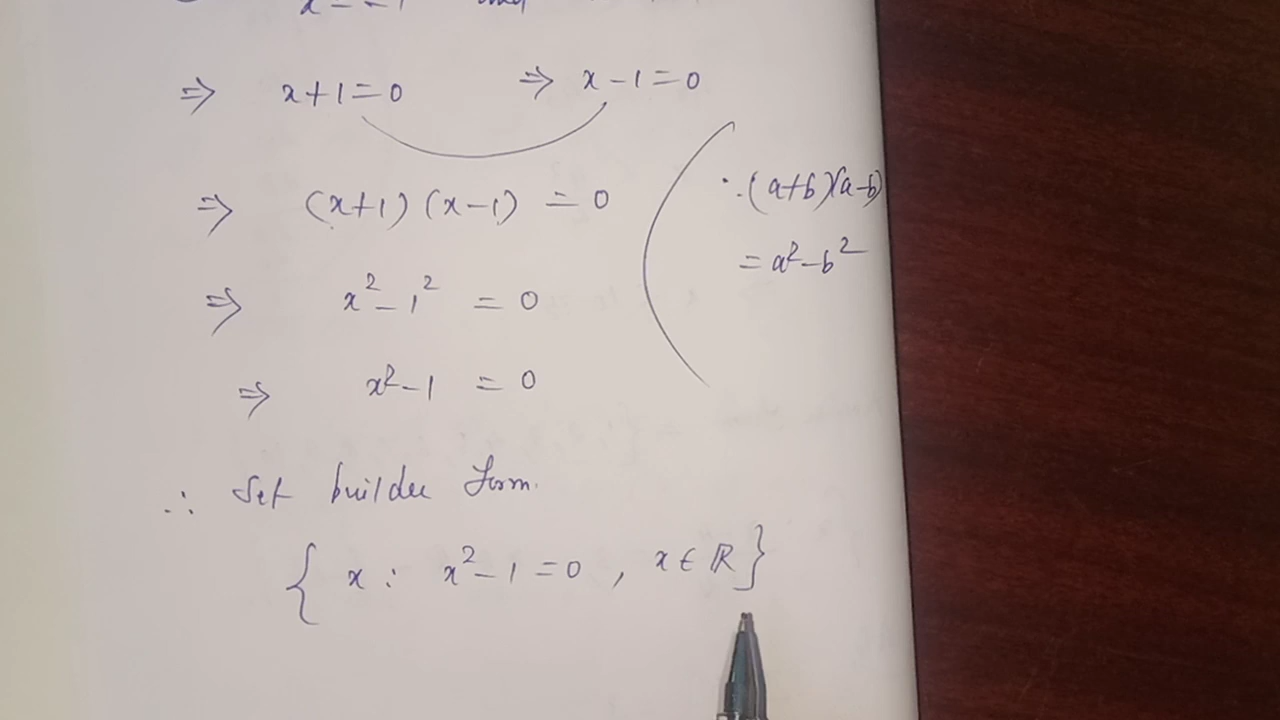 ⇒ x+1=0 ⇒ x-1=0
⇒ (x+1)(x-1) = 0
∵ (a+b)(a-b)
= a²-b²
⇒ x²-1² = 0
⇒ x²-1 = 0
∴ Set builder form.
{ x : x²-1=0 , x∈ℝ}